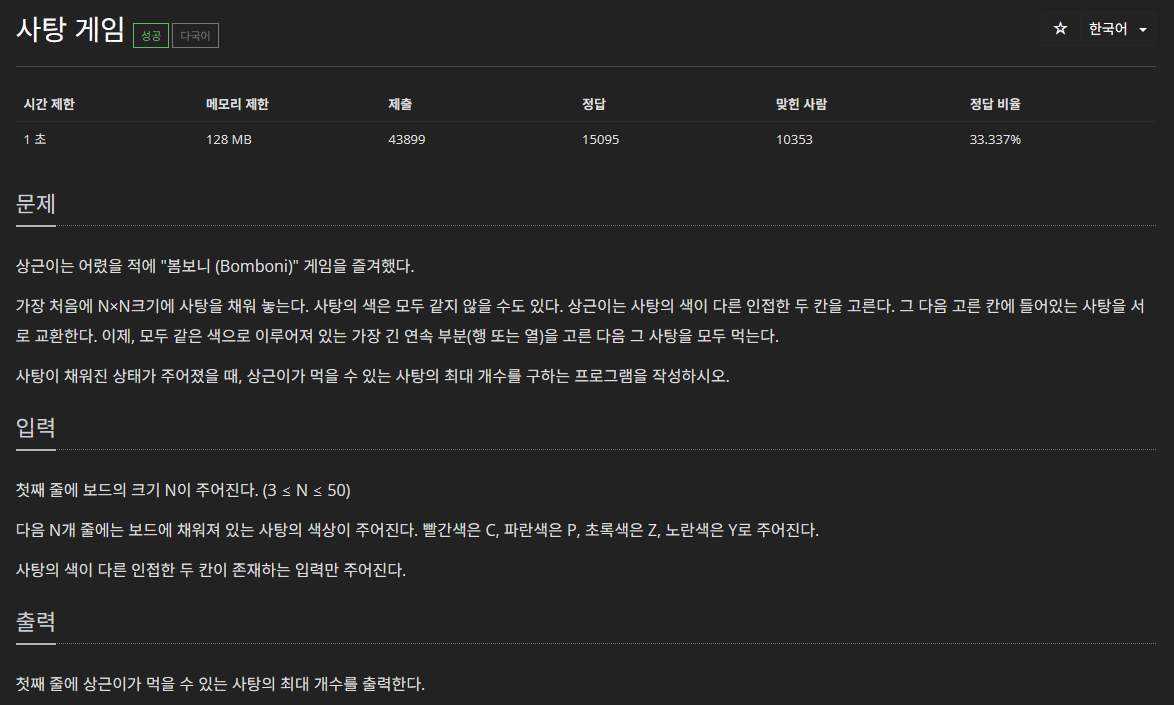 사탕 게임 성공 다국어 ☆ 한국어
시간 제한 메모리 제한 제출 정답 맞힌 사람 정답 비율
1 초 128 MB 43899 15095 10353 33.337%
문제
상근이는 어렸을 적에 "봄보니 (Bomboni)" 게임을 즐겨했다.
가장 처음에 N×N크기에 사탕을 채워 놓는다. 사탕의 색은 모두 같지 않을 수도 있다. 상근이는 사탕의 색이 다른 인접한 두 칸을 고른다. 그 다음 고른 칸에 들어있는 사탕을 서
로 교환한다. 이제, 모두 같은 색으로 이루어져 있는 가장 긴 연속 부분(행 또는 열)을 고른 다음 그 사탕을 모두 먹는다.
사탕이 채워진 상태가 주어졌을 때, 상근이가 먹을 수 있는 사탕의 최대 개수를 구하는 프로그램을 작성하시오.
입력
첫째 줄에 보드의 크기 N이 주어진다. (3 ≤ N ≤ 50)
다음 N개 줄에는 보드에 채워져 있는 사탕의 색상이 주어진다. 빨간색은 C, 파란색은 P, 초록색은 Z, 노란색은 Y로 주어진다.
사탕의 색이 다른 인접한 두 칸이 존재하는 입력만 주어진다.
출력
첫째 줄에 상근이가 먹을 수 있는 사탕의 최대 개수를 출력한다.